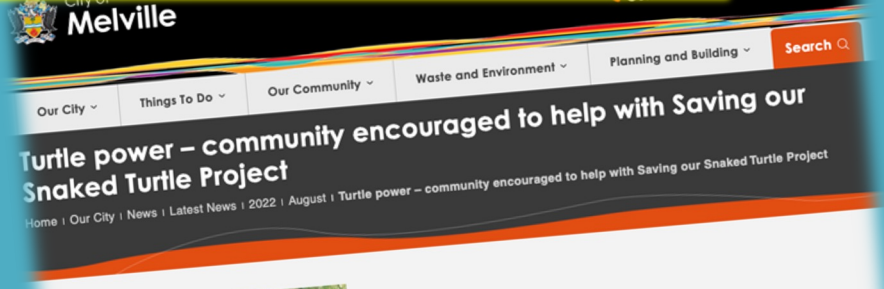 City of
Melville
Our City
Things To Do
Our Community
Waste and Environment
Planning and Building
Search
Turtle power – community encouraged to help with Saving our
Snaked Turtle Project
Home | Our City | News | Latest News | 2022 | August | Turtle power – community encouraged to help with Saving our Snaked Turtle Project